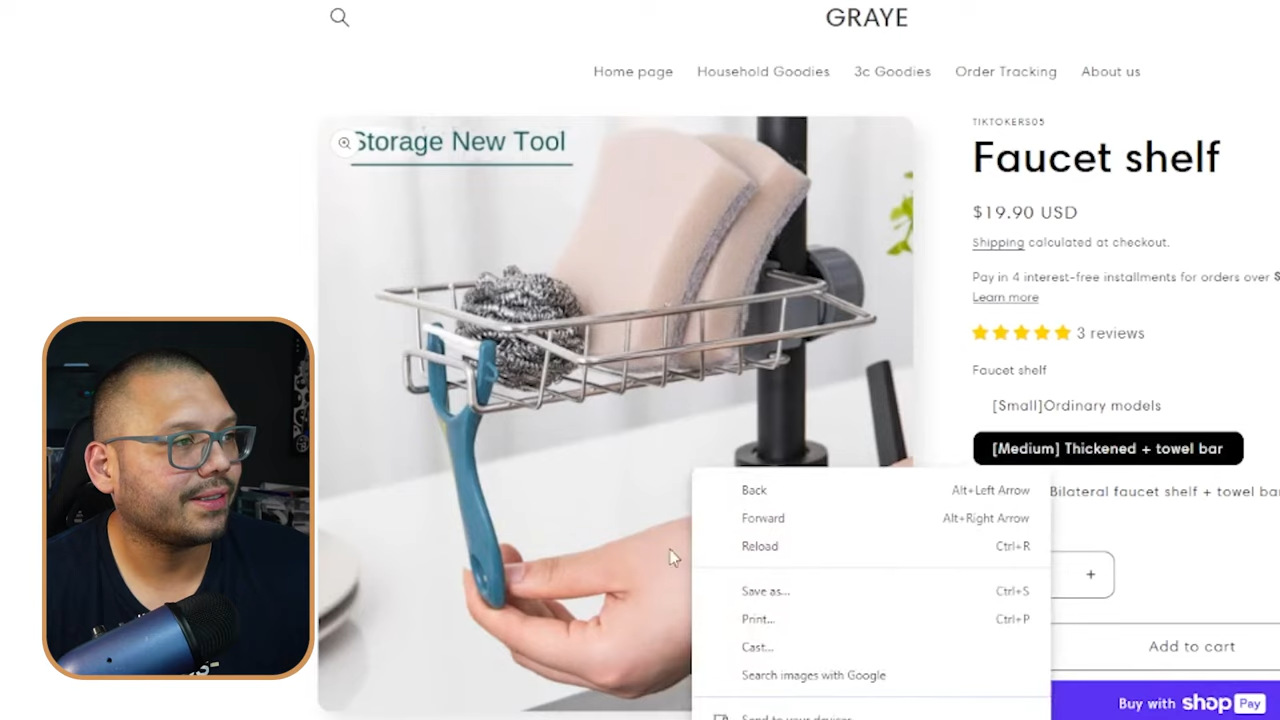 GRAYE
Home page Household Goodies 3c Goodies Order Tracking About us
Storage New Tool
TIKTOKERS05
Faucet shelf
$19.90 USD
Shipping calculated at checkout.
Pay in 4 interest-free installments for orders over
Learn more
3 reviews
Faucet shelf
[Small]Ordinary models
[Medium] Thickened + towel bar
Bilateral faucet shelf + towel bar
+
Add to cart
Buy with shop Pay
Back Alt+Left Arrow
Forward Alt+Right Arrow
Reload Ctrl+R
Save as... Ctrl+S
Print... Ctrl+P
Cast...
Search images with Google